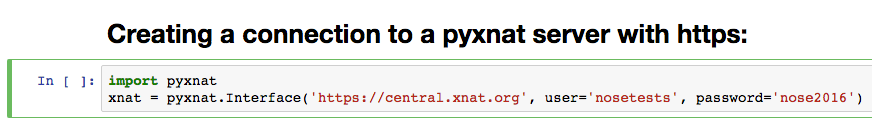 Creating a connection to a pyxnat server with https:
In [ ]: import pyxnat
xnat = pyxnat.Interface('https://central.xnat.org', user='nosetests', password='nose2016')